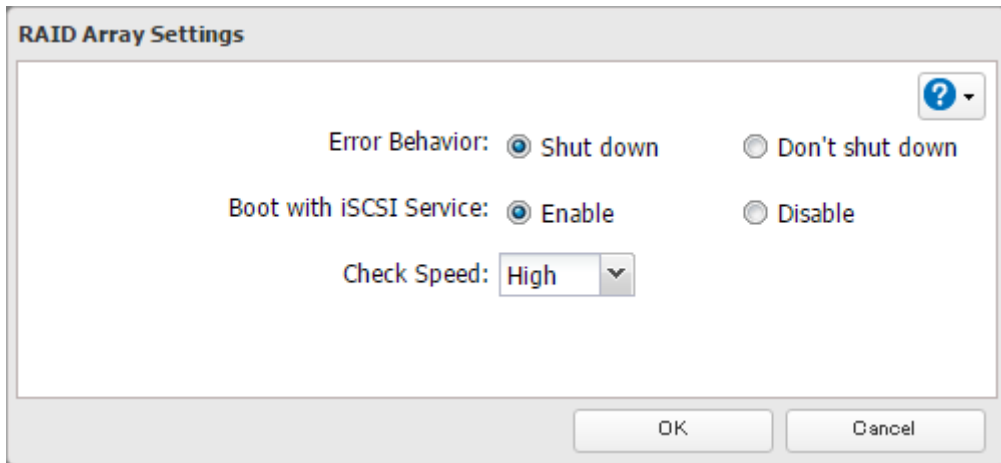 RAID Array Settings
?
Error Behavior: Shut down Don't shut down
Boot with iSCSI Service: Enable Disable
Check Speed: High
OK Cancel